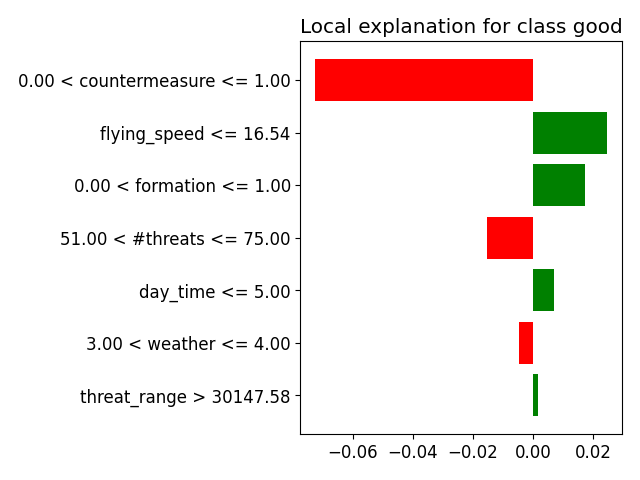 Local explanation for class good
0.00 < countermeasure <= 1.00
flying_speed <= 16.54
0.00 < formation <= 1.00
51.00 < #threats <= 75.00
day_time <= 5.00
3.00 < weather <= 4.00
threat_range > 30147.58
−0.06 −0.04 −0.02 0.00 0.02